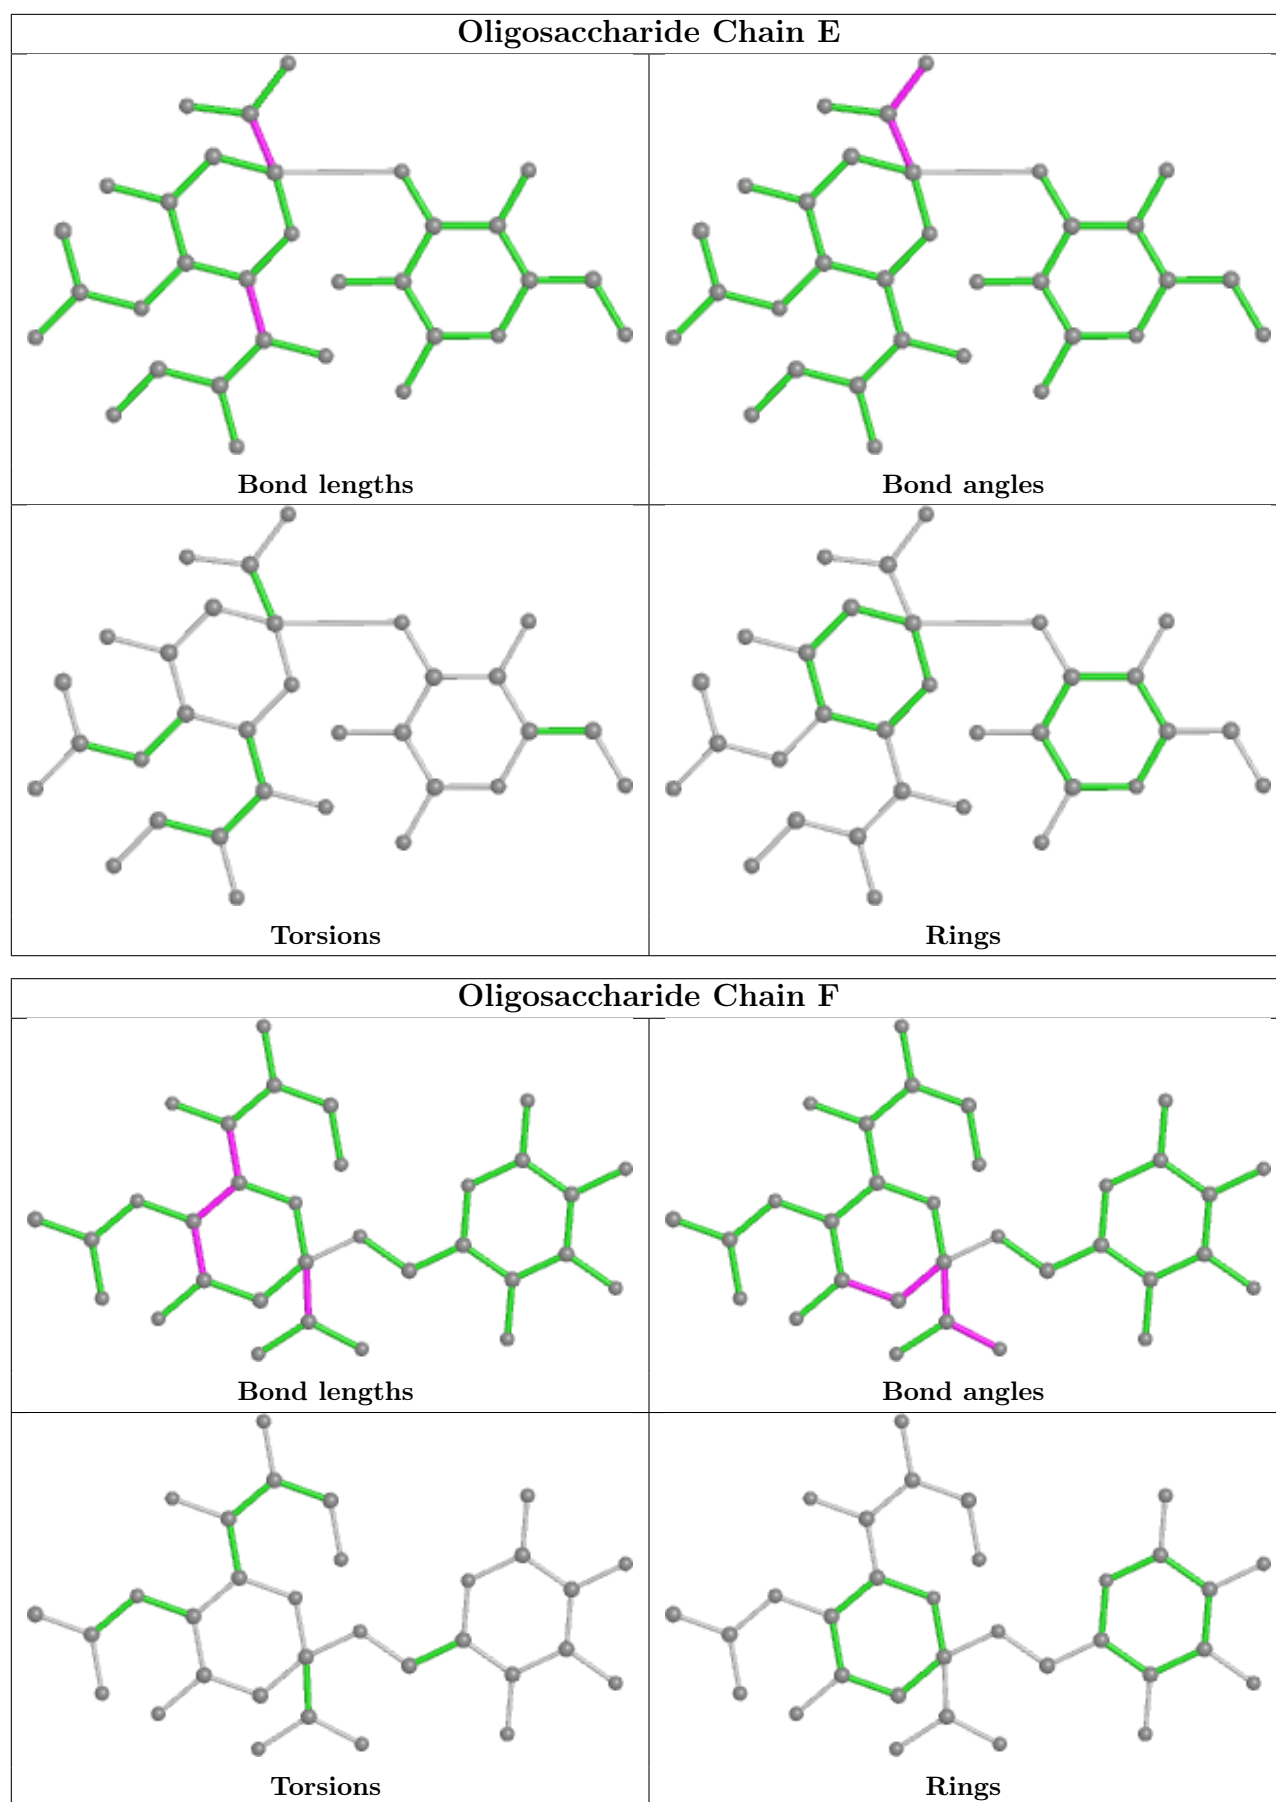 Oligosaccharide Chain E
Bond lengths
Bond angles
Torsions
Rings
Oligosaccharide Chain F
Bond lengths
Bond angles
Torsions
Rings